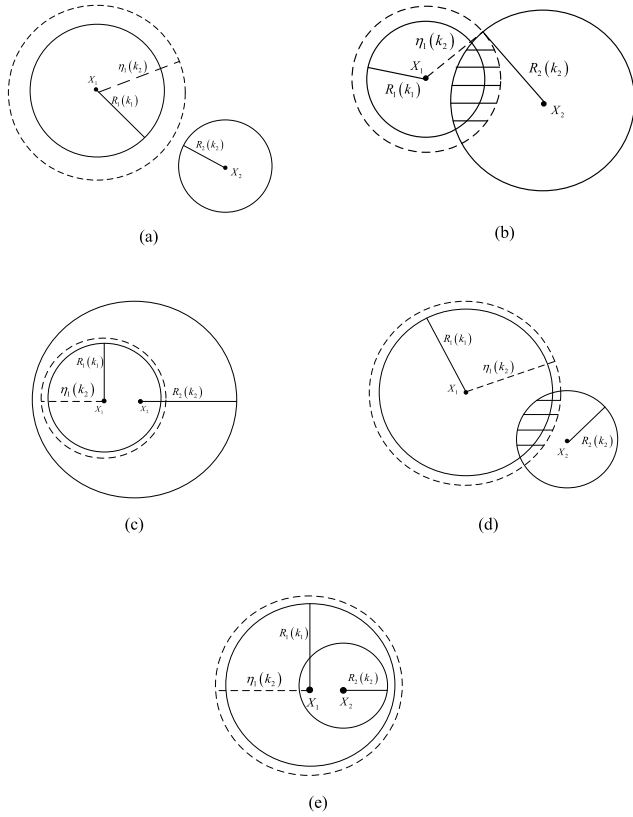 X₁
η₁(k₂)
R₁(k₁)
R₂(k₂)
X₂
(a)
η₁(k₂)
X₁
R₁(k₁)
R₂(k₂)
X₂
(b)
R₁(k₁)
η₁(k₂)
R₂(k₂)
X₁
X₂
(c)
R₁(k₁)
η₁(k₂)
X₁
R₂(k₂)
X₂
(d)
R₁(k₁)
η₁(k₂)
R₂(k₂)
X₁
X₂
(e)